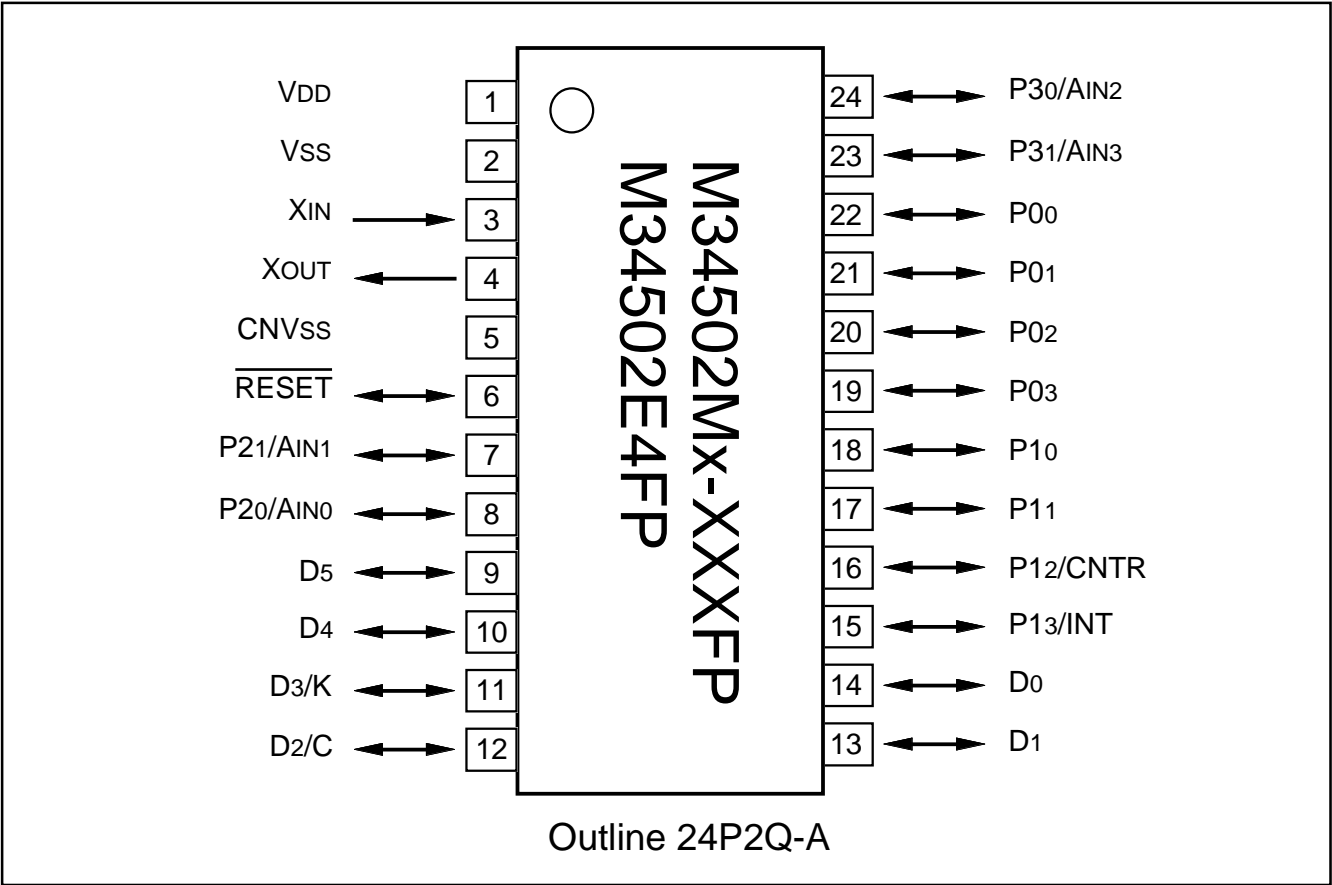 VDD 1
VSS 2
XIN 3
XOUT 4
CNVSS 5
RESET 6
P21/AIN1 7
P20/AIN0 8
D5 9
D4 10
D3/K 11
D2/C 12
M34502Mx-XXXFP
M34502E4FP
24 P30/AIN2
23 P31/AIN3
22 P00
21 P01
20 P02
19 P03
18 P10
17 P11
16 P12/CNTR
15 P13/INT
14 D0
13 D1
Outline 24P2Q-A